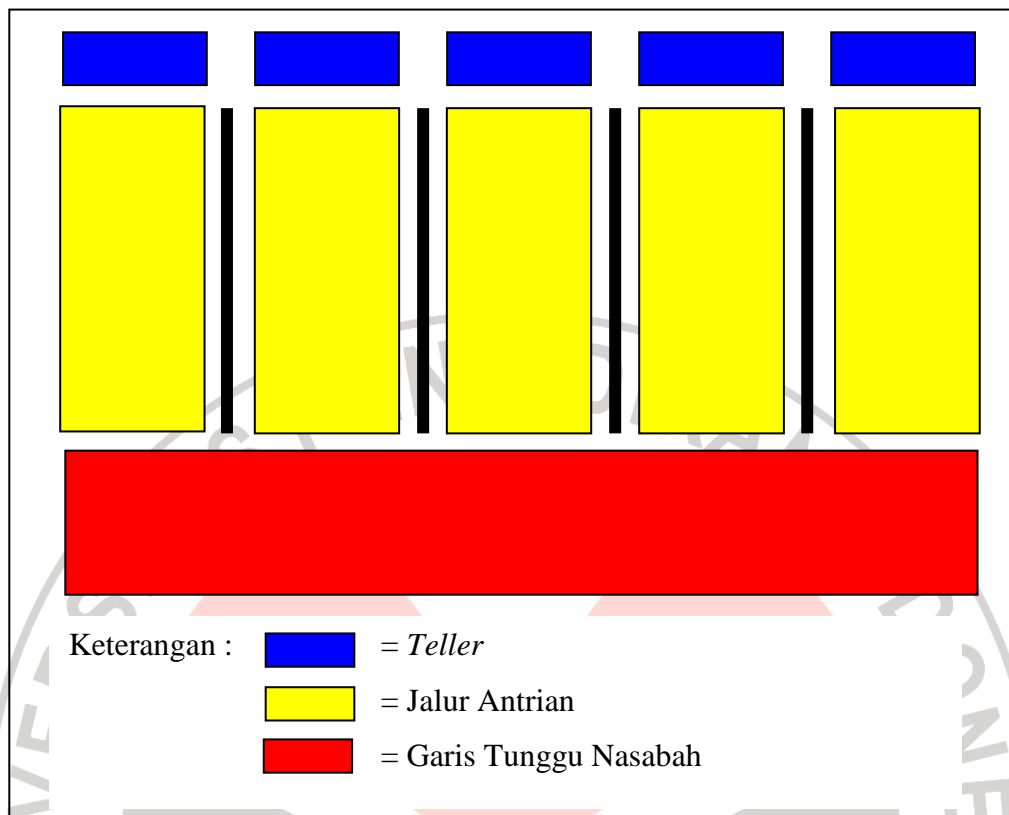 Keterangan : = Teller
= Jalur Antrian
= Garis Tunggu Nasabah